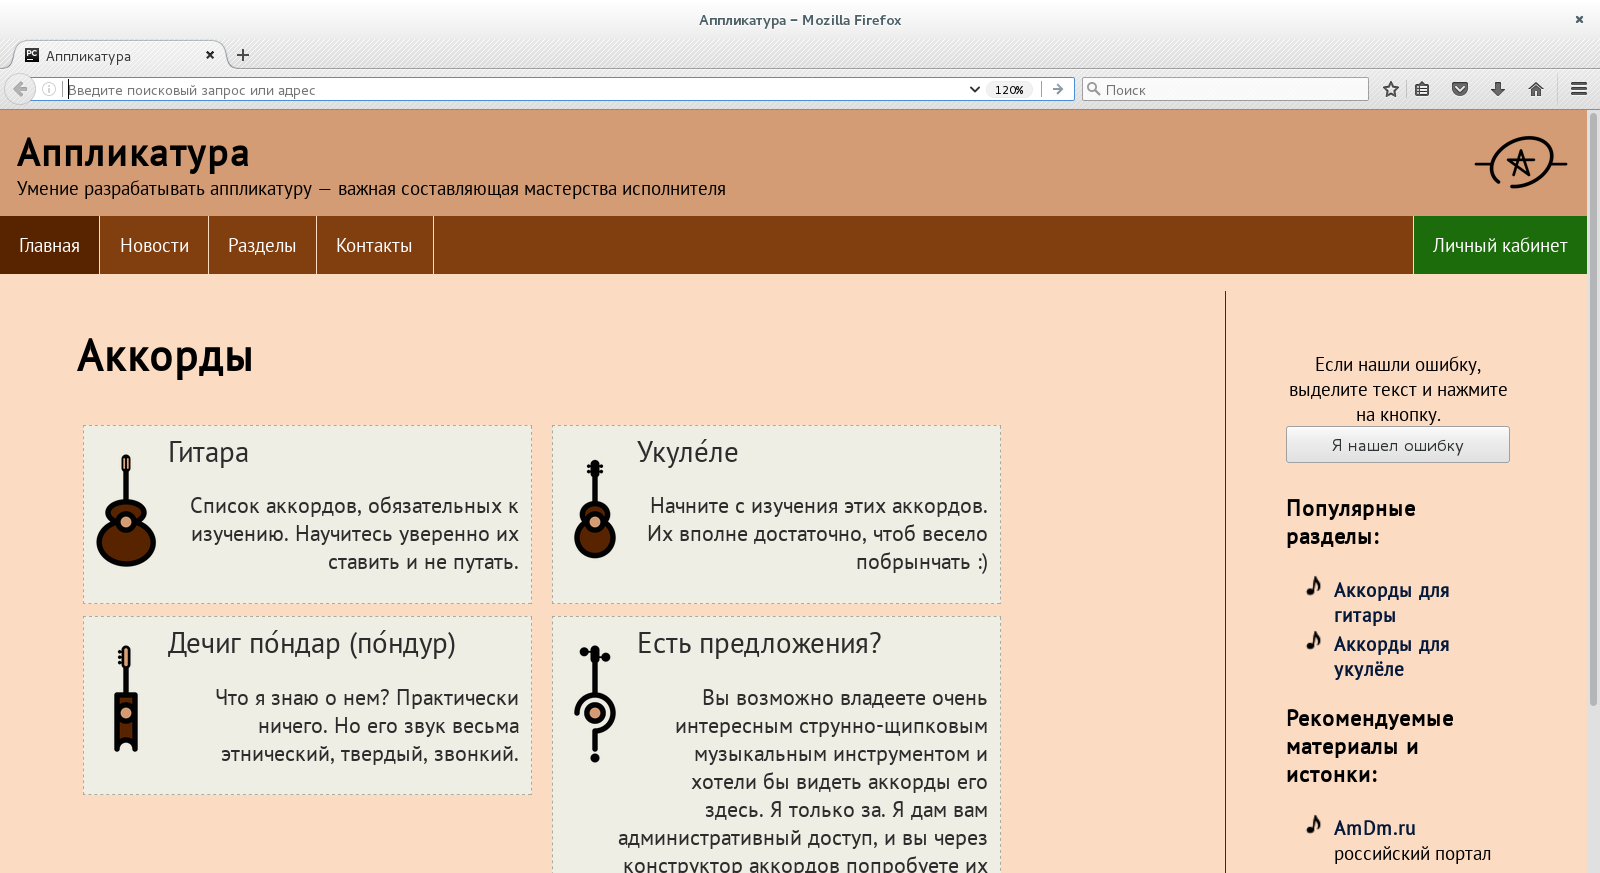 Аппликатура – Mozilla Firefox
PC Аппликатура
Введите поисковый запрос или адрес
120%
Поиск
Аппликатура
Умение разрабатывать аппликатуру — важная составляющая мастерства исполнителя
Главная
Новости
Разделы
Контакты
Личный кабинет
Аккорды
Гитара
Список аккордов, обязательных к
изучению. Научитесь уверенно их
ставить и не путать.
Укуле́ле
Начните с изучения этих аккордов.
Их вполне достаточно, чтоб весело
побрынчать :)
Дечиг по́ндар (по́ндур)
Что я знаю о нем? Практически
ничего. Но его звук весьма
этнический, твердый, звонкий.
Есть предложения?
Вы возможно владеете очень
интересным струнно-щипковым
музыкальным инструментом и
хотели бы видеть аккорды его
здесь. Я только за. Я дам вам
административный доступ, и вы через
конструктор аккордов попробуете их
Если нашли ошибку,
выделите текст и нажмите
на кнопку.
Я нашел ошибку
Популярные
разделы:
Аккорды для
гитары
Аккорды для
укулёле
Рекомендуемые
материалы и
истонки:
AmDm.ru
российский портал